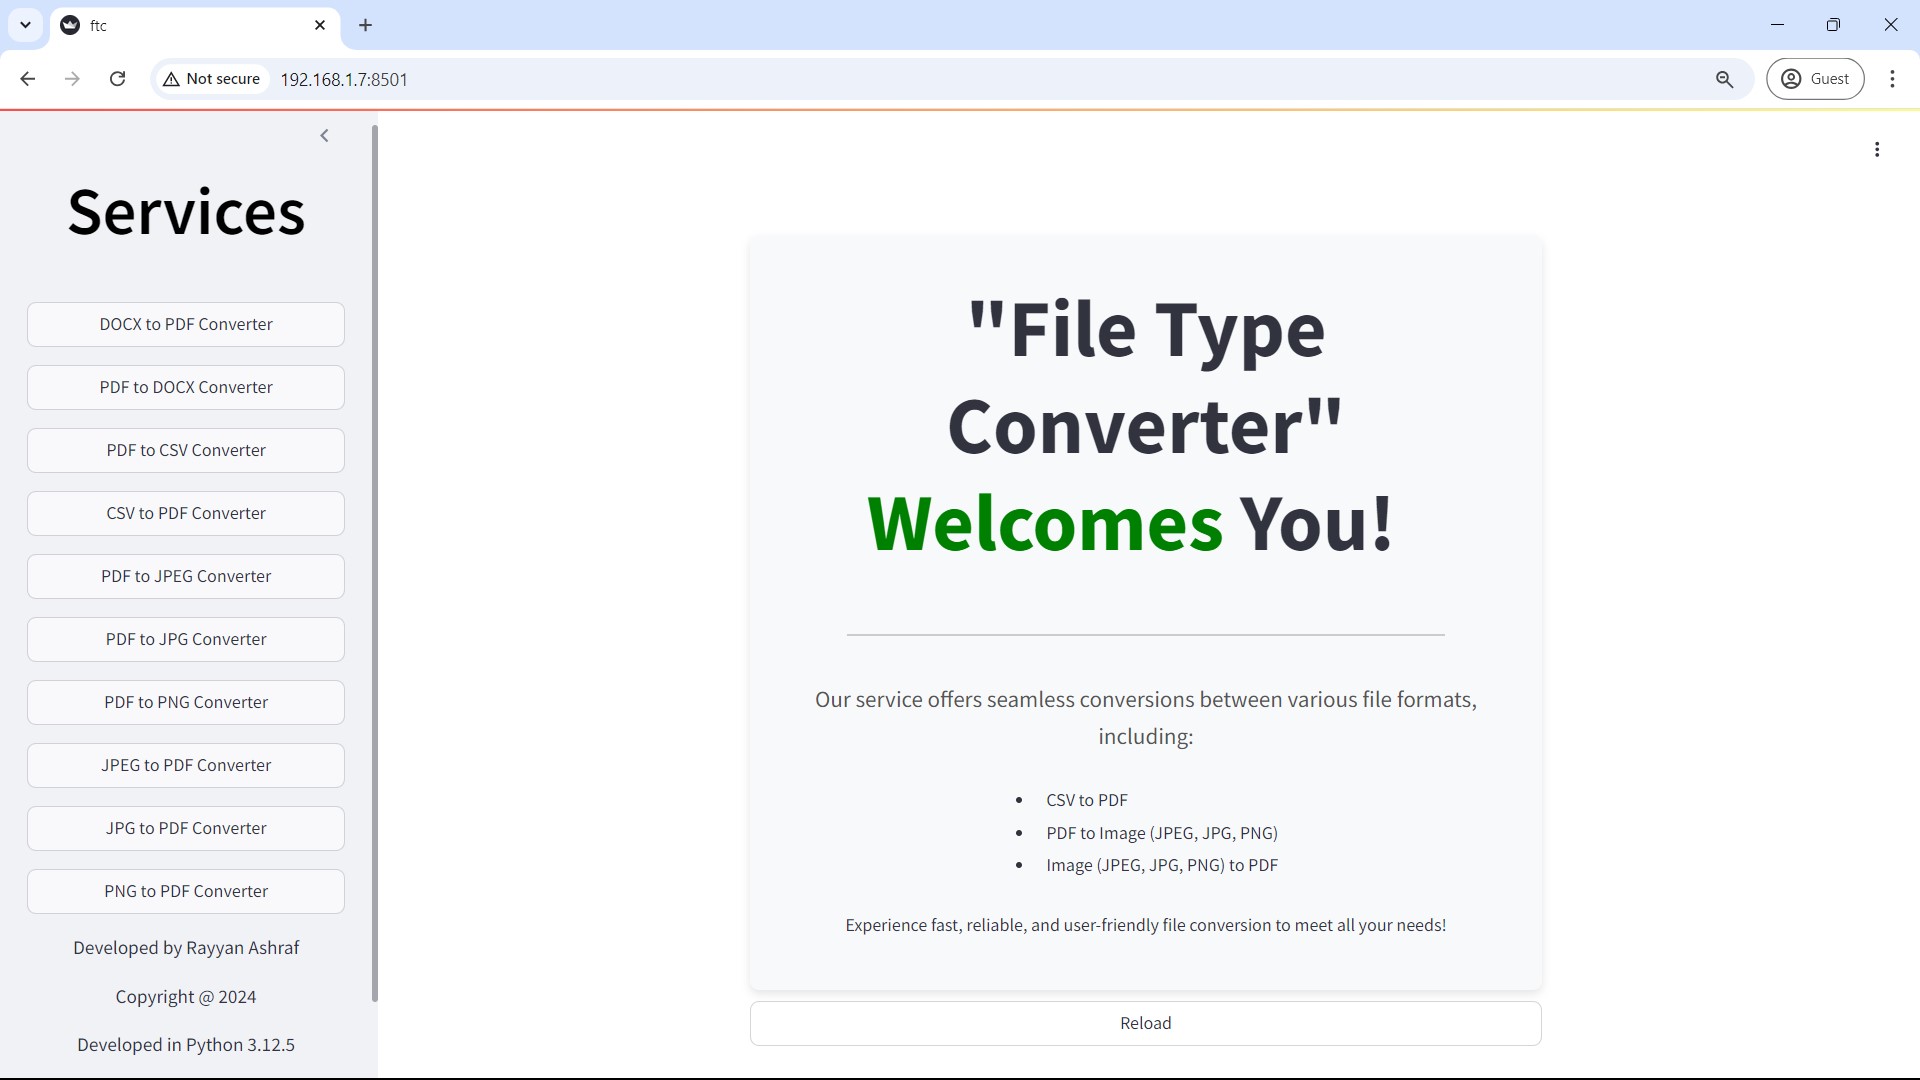 ftc
Not secure
192.168.1.7:8501
Guest
Services
DOCX to PDF Converter
PDF to DOCX Converter
PDF to CSV Converter
CSV to PDF Converter
PDF to JPEG Converter
PDF to JPG Converter
PDF to PNG Converter
JPEG to PDF Converter
JPG to PDF Converter
PNG to PDF Converter
Developed by Rayyan Ashraf
Copyright @ 2024
Developed in Python 3.12.5
"File Type
Converter"
Welcomes You!
Our service offers seamless conversions between various file formats,
including:
• CSV to PDF
• PDF to Image (JPEG, JPG, PNG)
• Image (JPEG, JPG, PNG) to PDF
Experience fast, reliable, and user-friendly file conversion to meet all your needs!
Reload